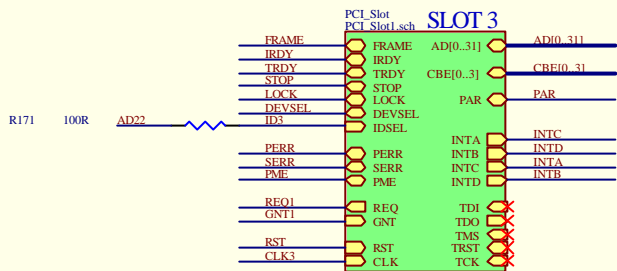 PCI_Slot
PCI_Slot1.sch
SLOT 3
FRAME FRAME AD[0..31] AD[0..31]
IRDY IRDY
TRDY TRDY CBE[0..3] CBE[0..3]
STOP STOP
LOCK LOCK PAR PAR
DEVSEL DEVSEL
R171 100R AD22 ID3 IDSEL
INTA INTC
PERR PERR INTB INTD
SERR SERR INTC INTA
PME PME INTD INTB
REQ1 REQ TDI
GNT1 GNT TDO
TMS
RST RST TRST
CLK3 CLK TCK